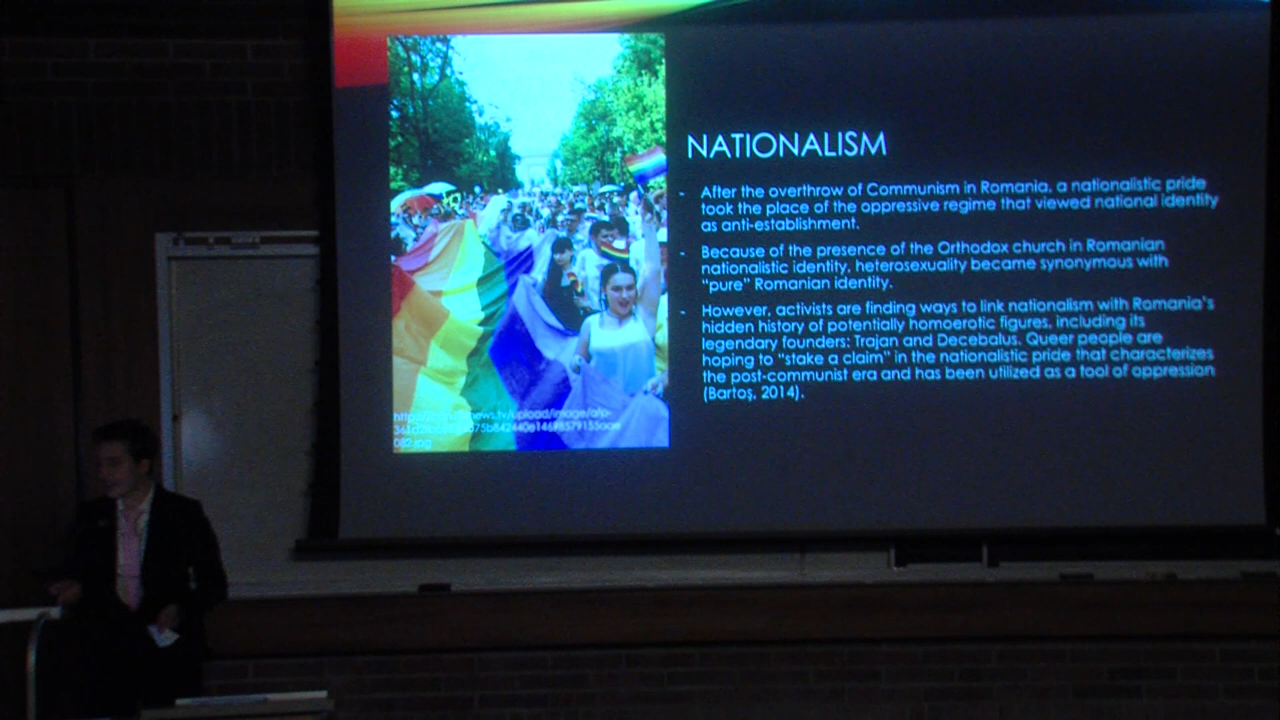 NATIONALISM
- After the overthrow of Communism in Romania, a nationalistic pride
took the place of the oppressive regime that viewed national identity
as anti-establishment.
- Because of the presence of the Orthodox church in Romanian
nationalistic identity, heterosexuality became synonymous with
“pure” Romanian identity.
- However, activists are finding ways to link nationalism with Romania’s
hidden history of potentially homoerotic figures, including its
legendary founders: Trajan and Decebalus. Queer people are
hoping to “stake a claim” in the nationalistic pride that characterizes
the post-communist era and has been utilized as a tool of oppression
(Bartoş, 2014).